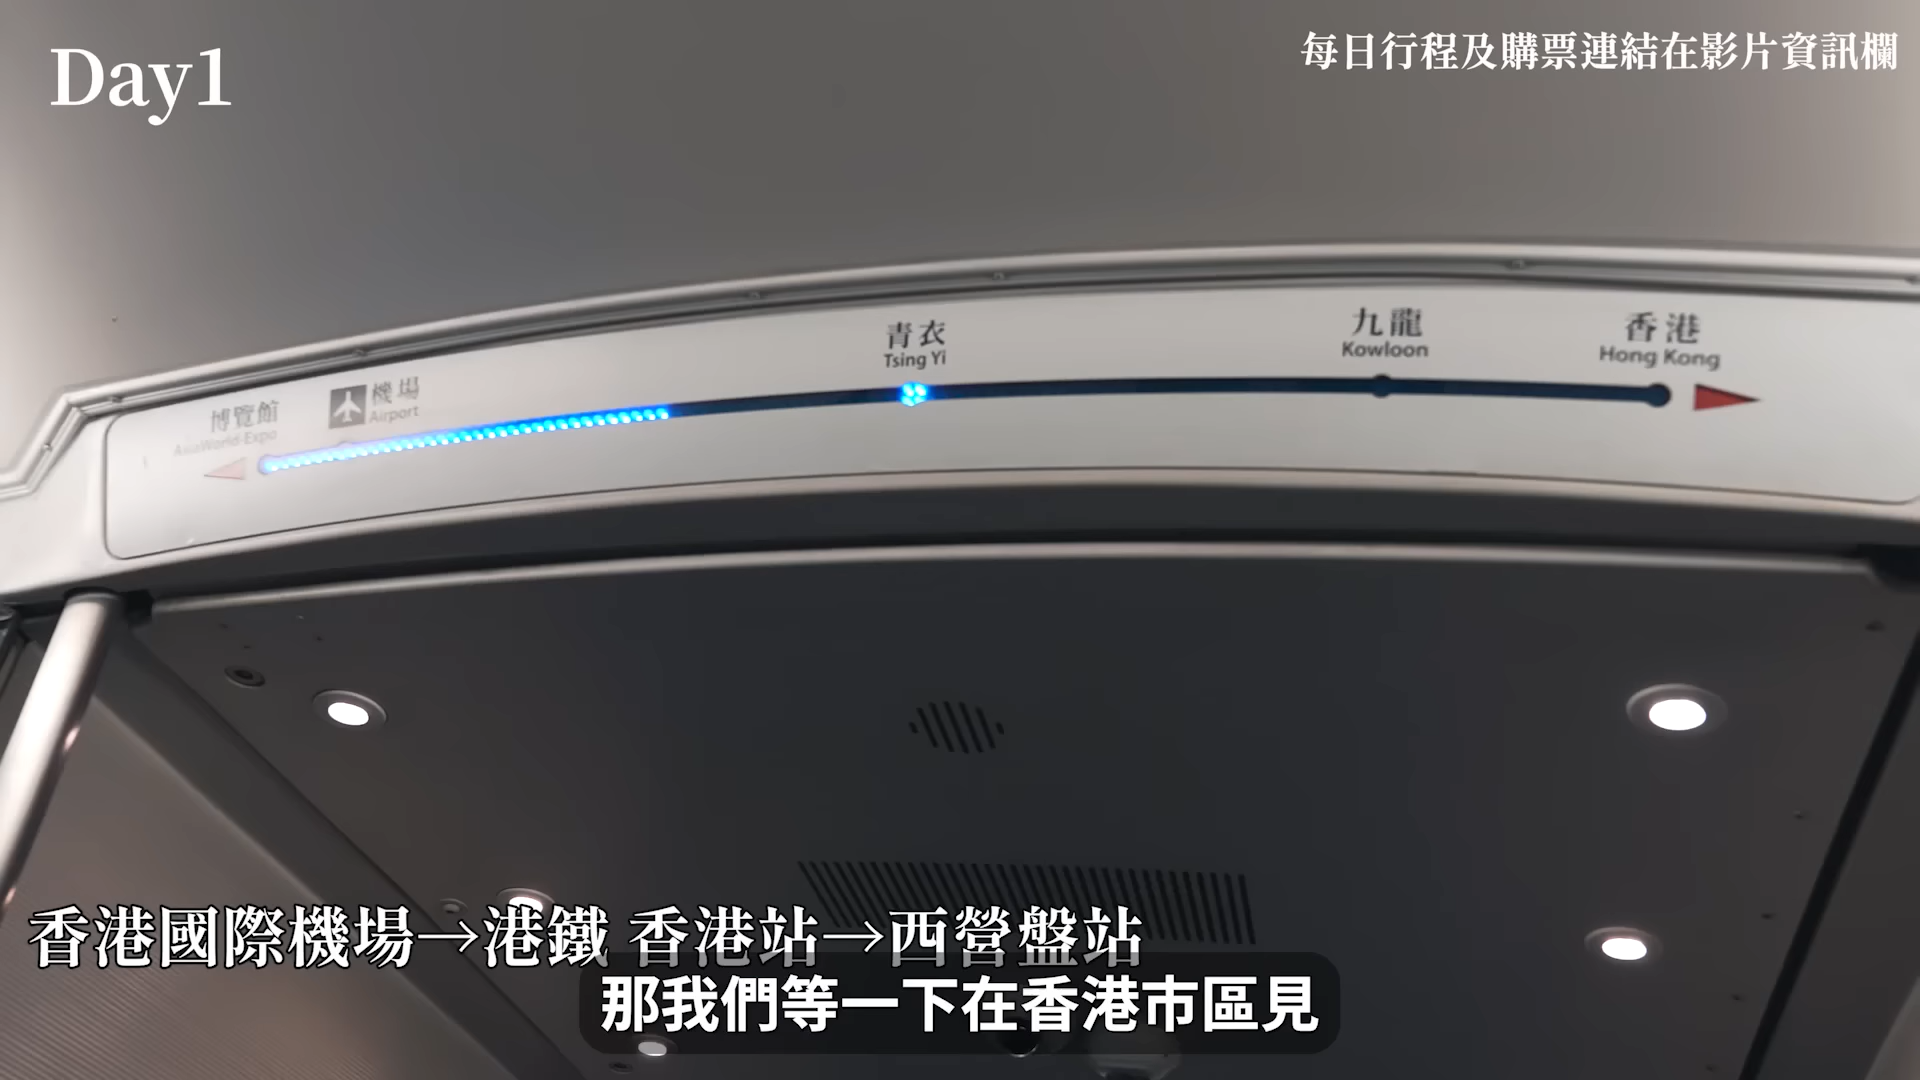 Day1
每日行程及購票連結在影片資訊欄
博覽館
AsiaWorld-Expo
機場
Airport
青衣
Tsing Yi
九龍
Kowloon
香港
Hong Kong
香港國際機場→港鐵 香港站→西營盤站
那我們等一下在香港市區見